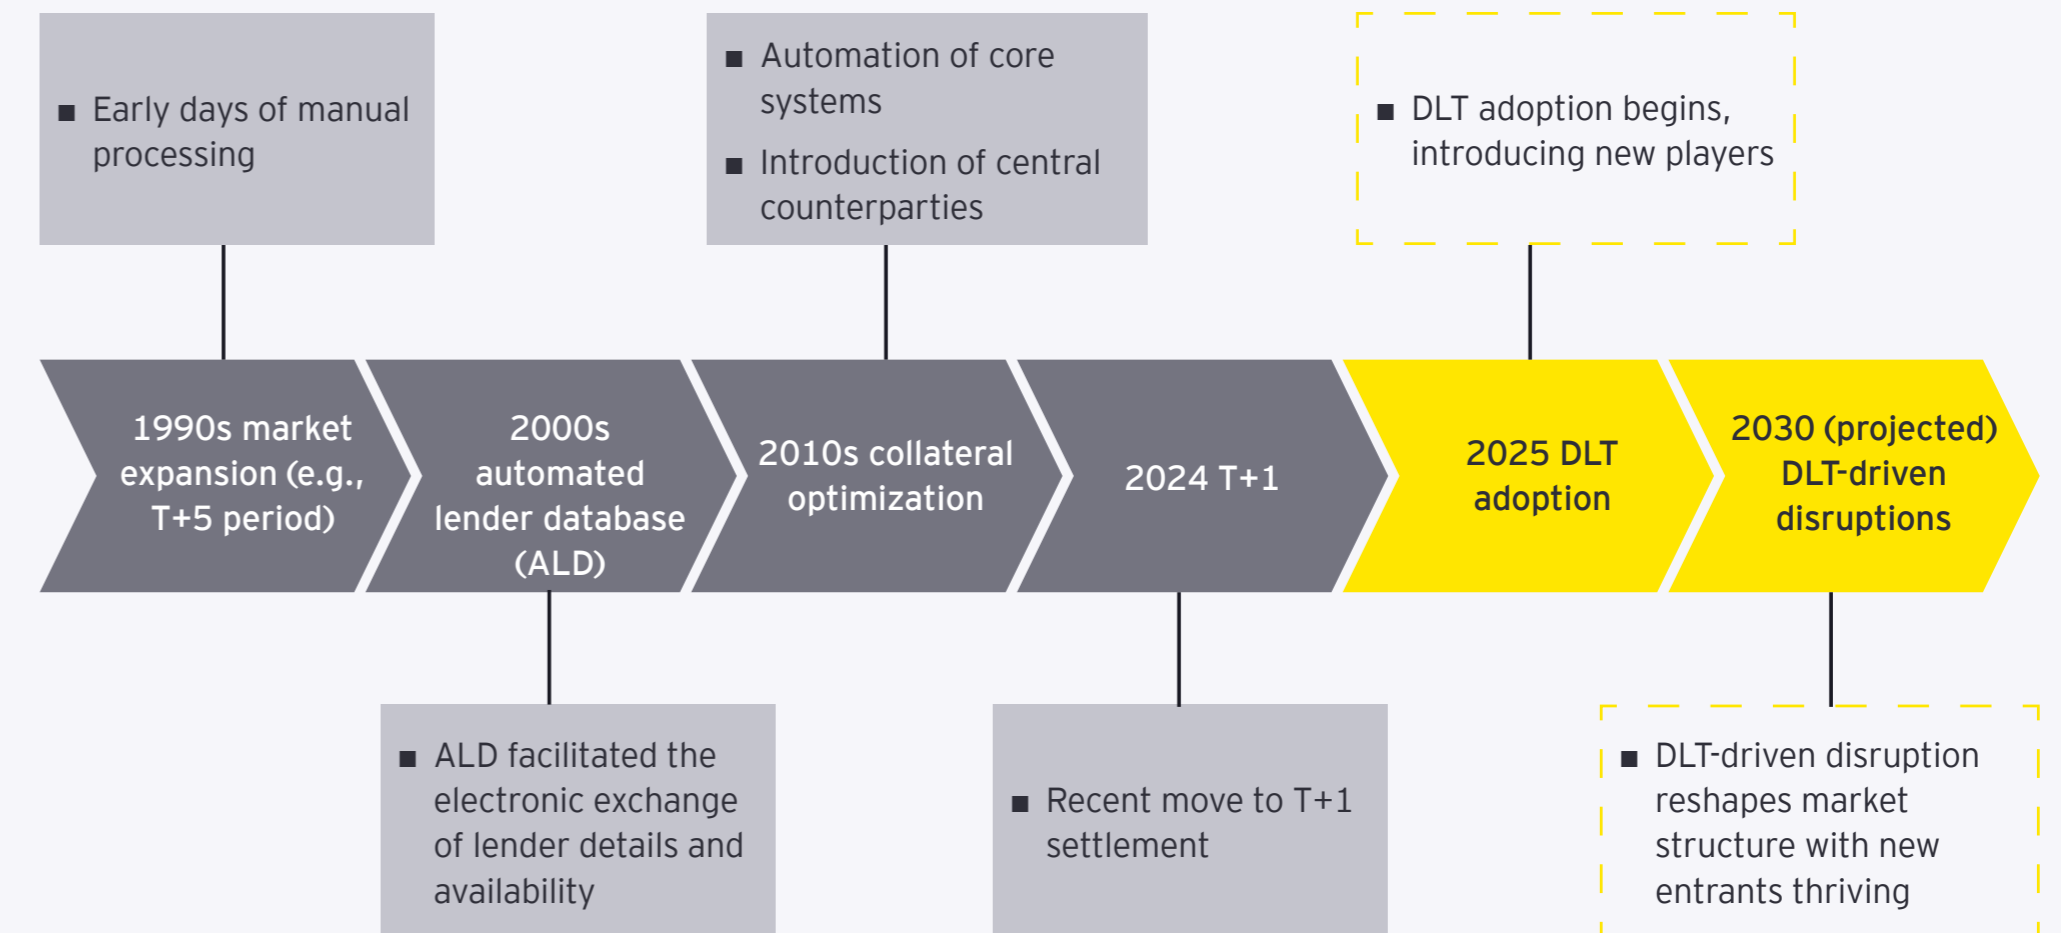 ■ Early days of manual
processing
■ Automation of core
systems
■ Introduction of central
counterparties
■ DLT adoption begins,
introducing new players
1990s market
expansion (e.g.,
T+5 period)
2000s
automated
lender database
(ALD)
2010s collateral
optimization
2024 T+1
2025 DLT
adoption
2030 (projected)
DLT-driven
disruptions
■ ALD facilitated the
electronic exchange
of lender details and
availability
■ Recent move to T+1
settlement
■ DLT-driven disruption
reshapes market
structure with new
entrants thriving